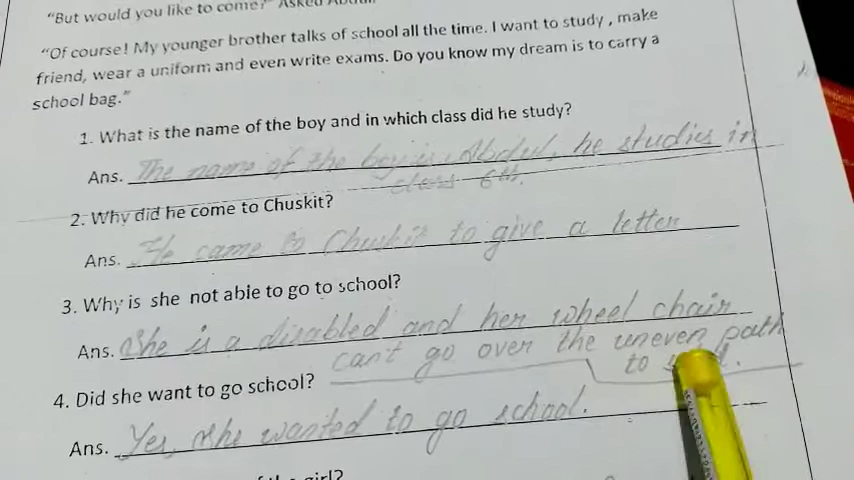 "But would you like to come?" Asked Abdul.
"Of course! My younger brother talks of school all the time. I want to study , make
friend, wear a uniform and even write exams. Do you know my dream is to carry a
school bag."
1. What is the name of the boy and in which class did he study?
Ans. The name of the boy is Abdul, he studies in
class 6th.
2. Why did he come to Chuskit?
Ans. He came to Chuskit to give a letter
3. Why is she not able to go to school?
Ans. She is a disabled and her wheel chair
can't go over the uneven path
to
4. Did she want to go school?
Ans. Yes, she wanted to go school.
girl?